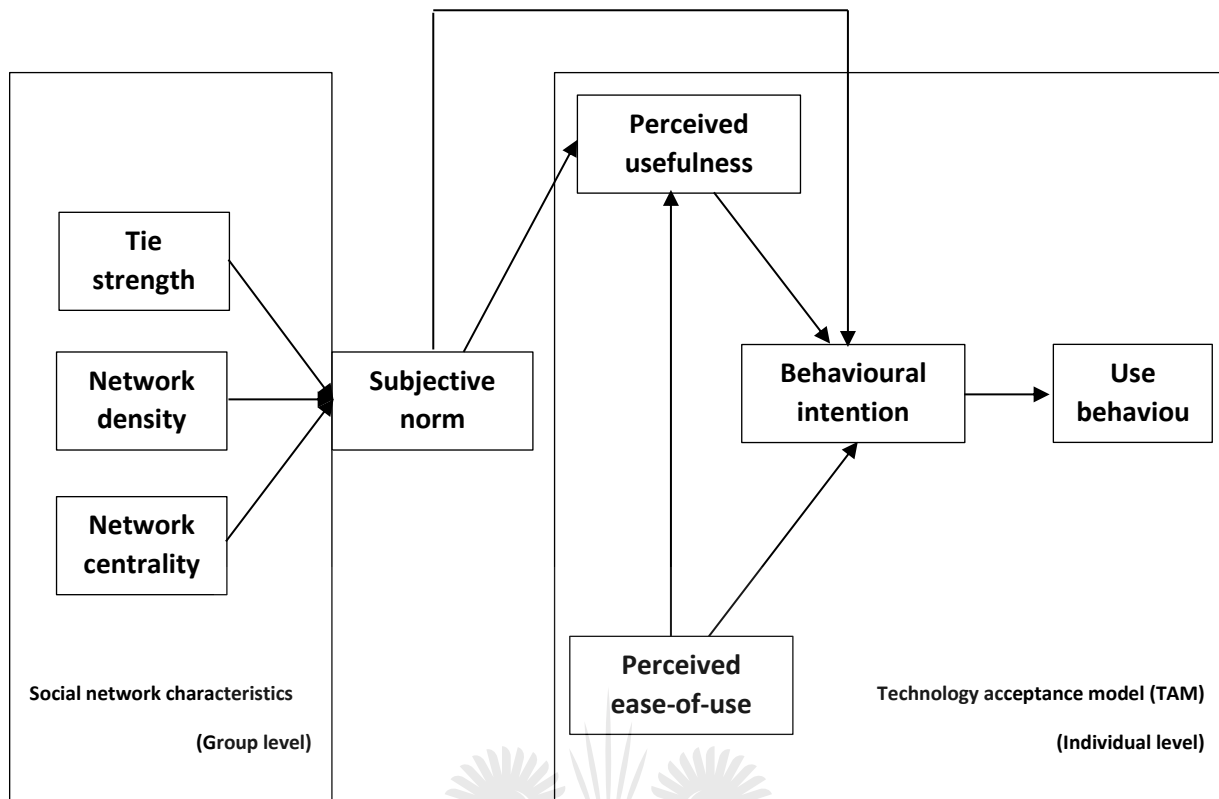 Perceived
usefulness
Tie
strength
Network
density
Subjective
norm
Behavioural
intention
Use
behaviou
Network
centrality
Perceived
ease-of-use
Social network characteristics
(Group level)
Technology acceptance model (TAM)
(Individual level)